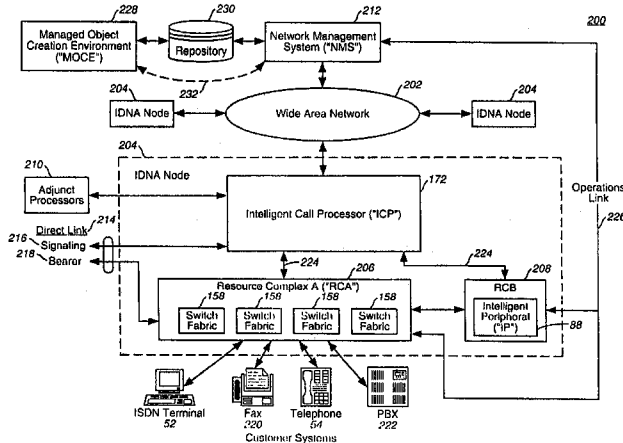 228
230
212
200
Managed Object
Creation Environment
("MOCE")
Repository
Network Management
System ("NMS")
232
202
204
IDNA Node
Wide Area Network
204
IDNA Node
204
IDNA Node
210
Adjunct
Processors
172
Intelligent Call Processor ("ICP")
Operations
Link
226
Direct Link
214
216
Signaling
218
Bearer
224
224
206
Resource Complex A ("RCA")
158
158
158
158
Switch
Fabric
Switch
Fabric
Switch
Fabric
Switch
Fabric
208
RCB
Intelligent
Poriphoral
("IP")
88
ISDN Terminal
52
Fax
220
Telephone
54
PBX
222
Customer Systems